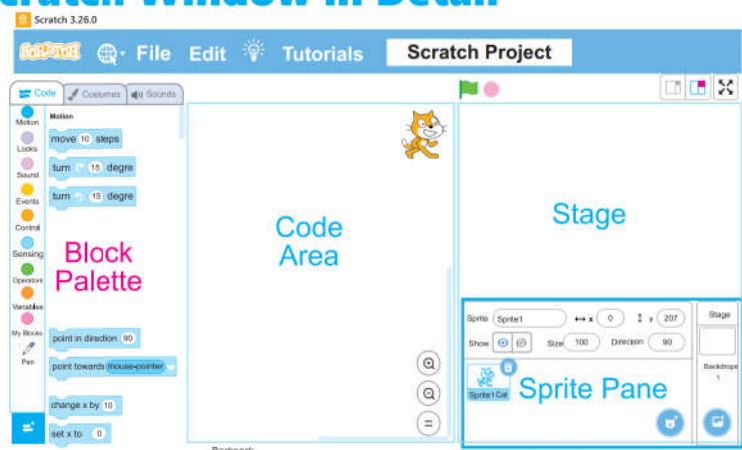 Scratch Window in Detail
Scratch 3.26.0
SCRATCH File Edit Tutorials Scratch Project
Code Costumes Sounds
Motion
Looks
Sound
Events
Control
Sensing
Operators
Variables
My Blocks
Pen
Motion
move 10 steps
turn 15 degre
turn 15 degre
Block
Palette
point in direction 90
point towards mouse-pointer
change x by 10
set x to 0
Code
Area
Stage
Sprite Sprite1 x 0 y 207
Show Size 100 Direction 90
Sprite1 Cat
Sprite Pane
Stage
Backdrops
1
Backpack